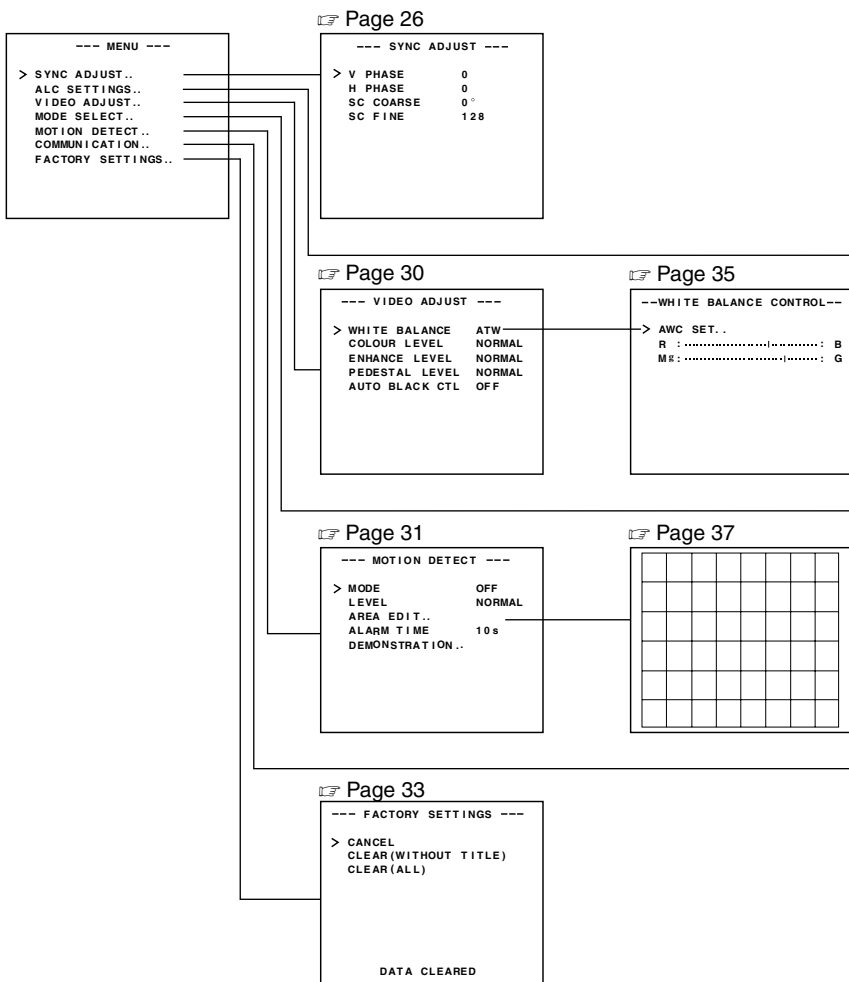 ☞ Page 26
--- MENU ---
> SYNC ADJUST..
ALC SETTINGS..
VIDEO ADJUST..
MODE SELECT..
MOTION DETECT..
COMMUNICATION..
FACTORY SETTINGS..
--- SYNC ADJUST ---
> V PHASE 0
H PHASE 0
SC COARSE 0°
SC FINE 128
☞ Page 30
--- VIDEO ADJUST ---
> WHITE BALANCE ATW
COLOUR LEVEL NORMAL
ENHANCE LEVEL NORMAL
PEDESTAL LEVEL NORMAL
AUTO BLACK CTL OFF
☞ Page 35
--WHITE BALANCE CONTROL--
> AWC SET..
R :....................|............: B
Mg:........................|........: G
☞ Page 31
--- MOTION DETECT ---
> MODE OFF
LEVEL NORMAL
AREA EDIT..
ALARM TIME 10s
DEMONSTRATION..
☞ Page 37
☞ Page 33
--- FACTORY SETTINGS ---
> CANCEL
CLEAR(WITHOUT TITLE)
CLEAR(ALL)
DATA CLEARED